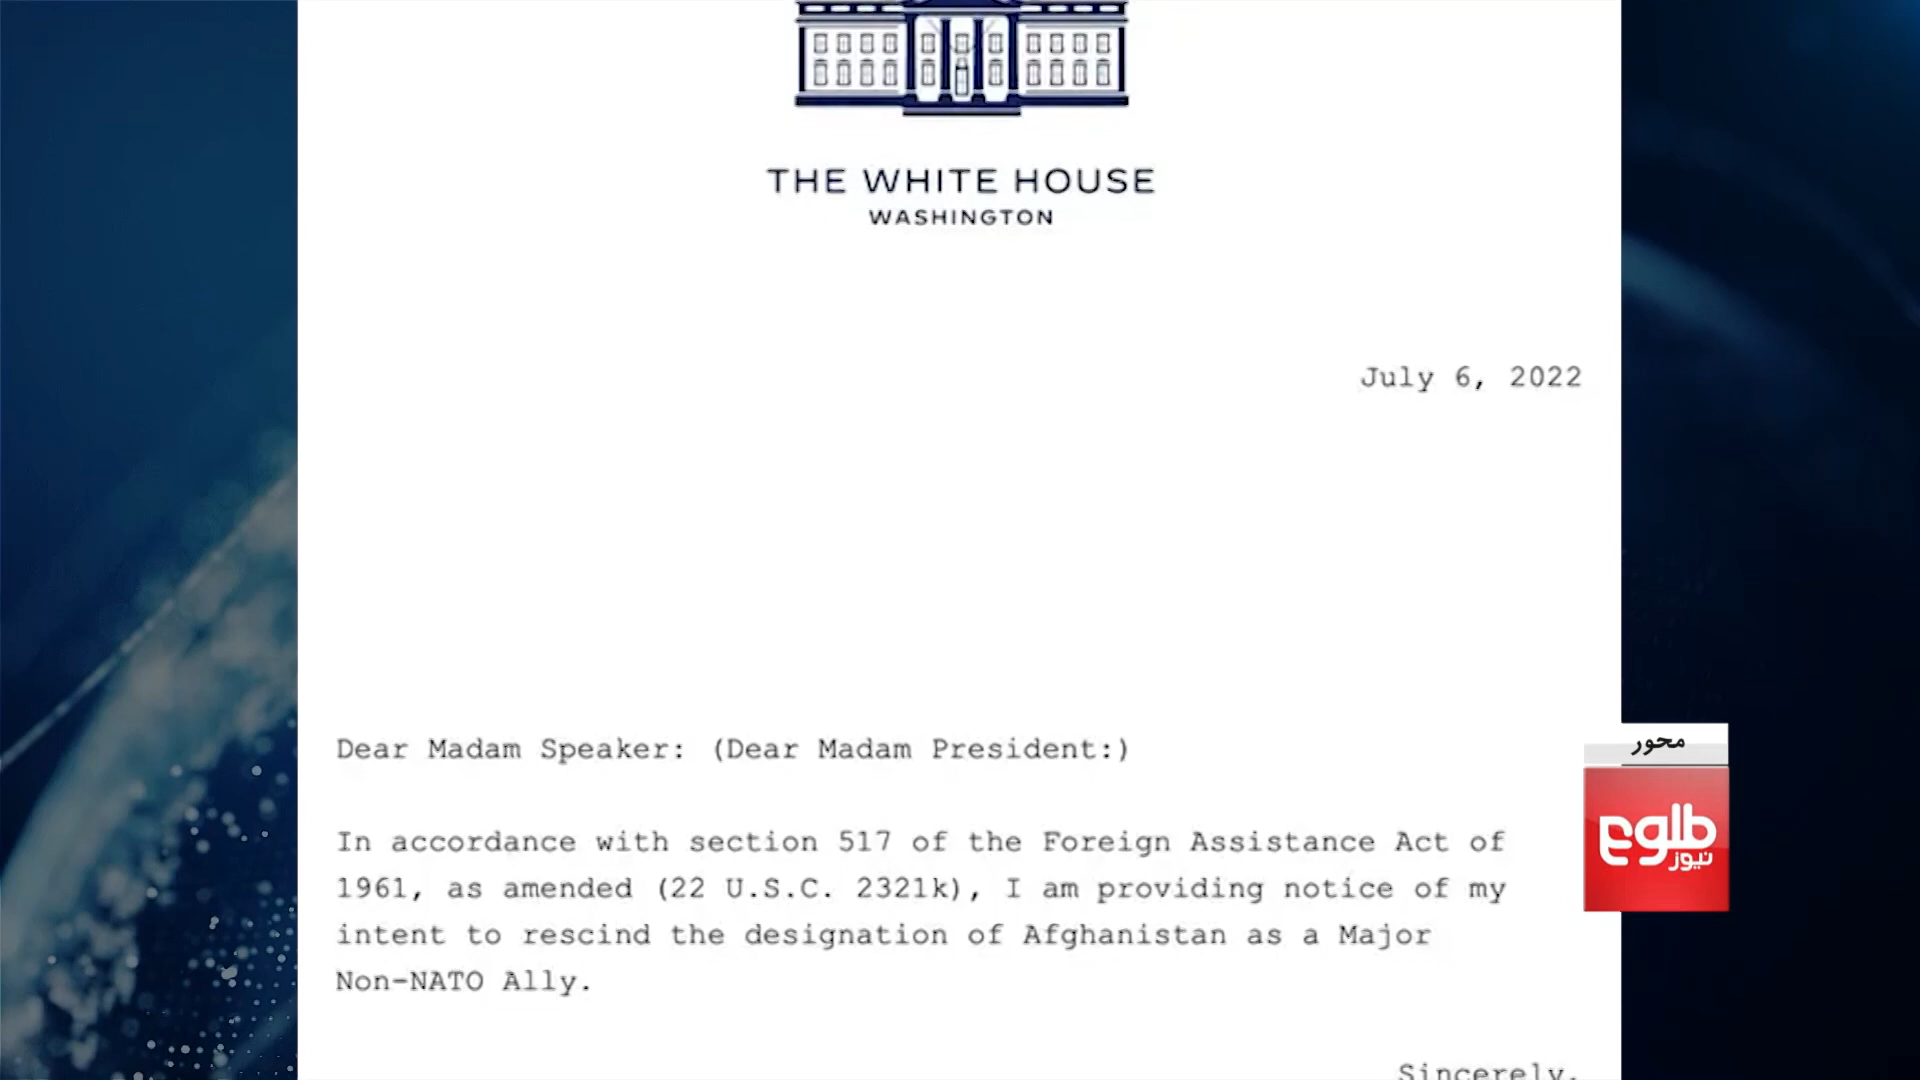 THE WHITE HOUSE
WASHINGTON
July 6, 2022
Dear Madam Speaker: (Dear Madam President:)
In accordance with section 517 of the Foreign Assistance Act of
1961, as amended (22 U.S.C. 2321k), I am providing notice of my
intent to rescind the designation of Afghanistan as a Major
Non-NATO Ally.
Sincerely,
محور
طلوع
نیوز